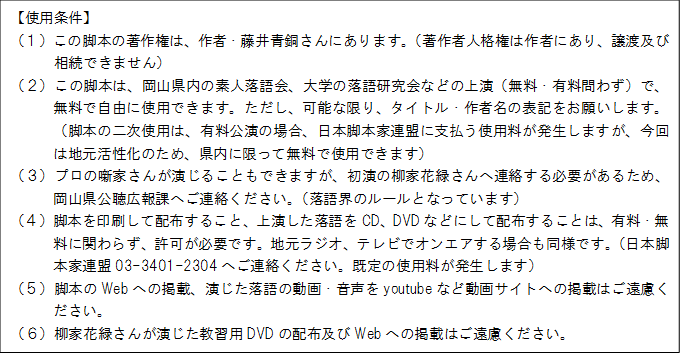 【使用条件】
(1)この脚本の著作権は、作者・藤井青銅さんにあります。(著作者人格権は作者にあり、譲渡及び
相続できません)
(2)この脚本は、岡山県内の素人落語会、大学の落語研究会などの上演(無料・有料問わず)で、
無料で自由に使用できます。ただし、可能な限り、タイトル・作者名の表記をお願いします。
(脚本の二次使用は、有料公演の場合、日本脚本家連盟に支払う使用料が発生しますが、今回
は地元活性化のため、県内に限って無料で使用できます)
(3)プロの噺家さんが演じることもできますが、初演の柳家花緑さんへ連絡する必要があるため、
岡山県公聴広報課へご連絡ください。(落語界のルールとなっています)
(4)脚本を印刷して配布すること、上演した落語をCD、DVDなどにして配布することは、有料・無
料に関わらず、許可が必要です。地元ラジオ、テレビでオンエアする場合も同様です。(日本脚
本家連盟 03-3401-2304 へご連絡ください。既定の使用料が発生します)
(5)脚本の Web への掲載、演じた落語の動画・音声を youtube など動画サイトへの掲載はご遠慮く
ださい。
(6)柳家花緑さんが演じた教習用 DVD の配布及び Web への掲載はご遠慮ください。